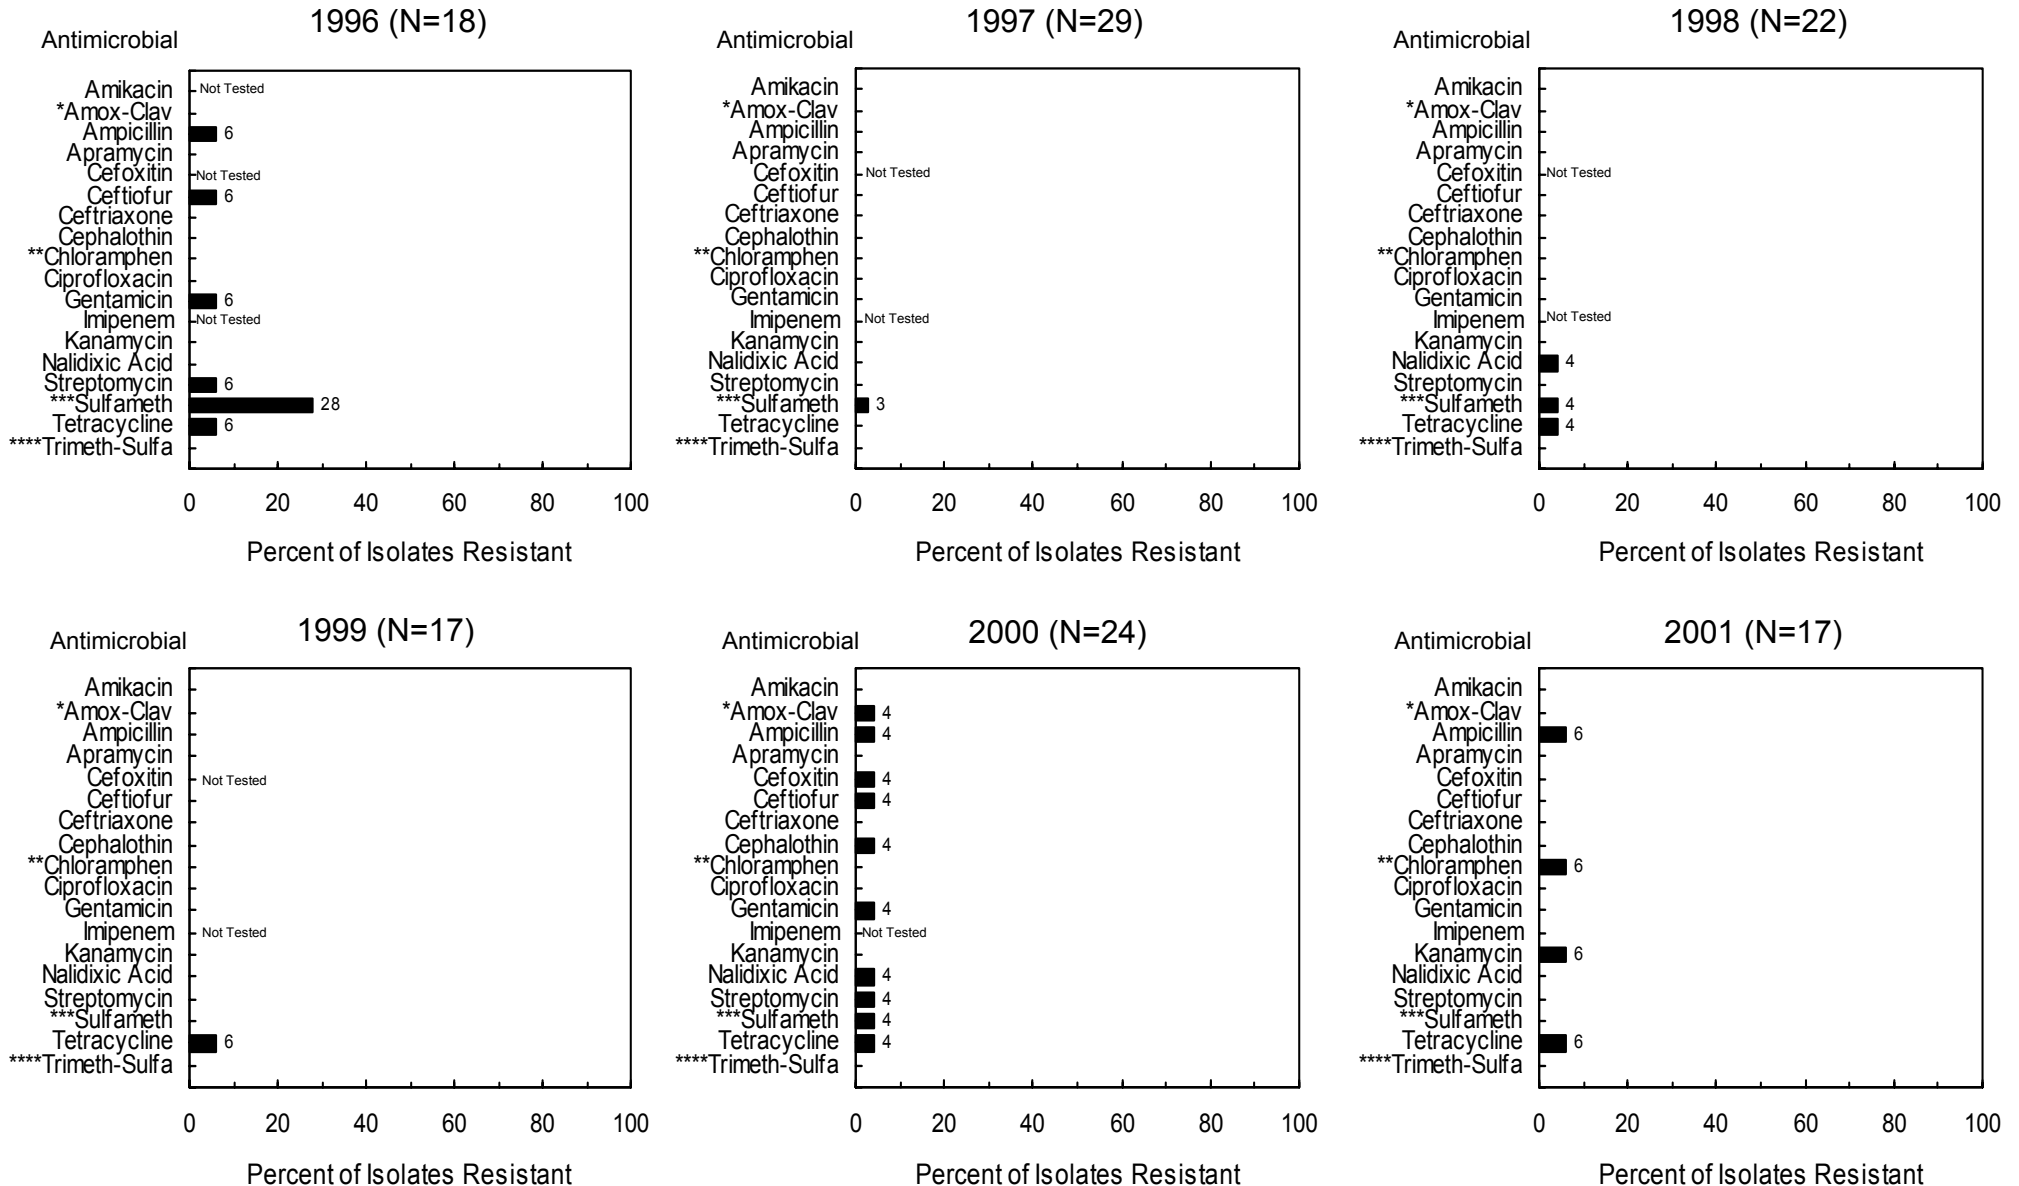 1996 (N=18)
Antimicrobial
Amikacin Not Tested
*Amox-Clav
Ampicillin 6
Apramycin
Cefoxitin Not Tested
Ceftiofur 6
Ceftriaxone
Cephalothin
**Chloramphen
Ciprofloxacin
Gentamicin 6
Imipenem Not Tested
Kanamycin
Nalidixic Acid
Streptomycin 6
***Sulfameth 28
Tetracycline 6
****Trimeth-Sulfa
0 20 40 60 80 100
Percent of Isolates Resistant
1997 (N=29)
Antimicrobial
Amikacin
*Amox-Clav
Ampicillin
Apramycin
Cefoxitin Not Tested
Ceftiofur
Ceftriaxone
Cephalothin
**Chloramphen
Ciprofloxacin
Gentamicin
Imipenem Not Tested
Kanamycin
Nalidixic Acid
Streptomycin
***Sulfameth 3
Tetracycline
****Trimeth-Sulfa
0 20 40 60 80 100
Percent of Isolates Resistant
1998 (N=22)
Antimicrobial
Amikacin
*Amox-Clav
Ampicillin
Apramycin
Cefoxitin Not Tested
Ceftiofur
Ceftriaxone
Cephalothin
**Chloramphen
Ciprofloxacin
Gentamicin
Imipenem Not Tested
Kanamycin
Nalidixic Acid 4
Streptomycin
***Sulfameth 4
Tetracycline 4
****Trimeth-Sulfa
0 20 40 60 80 100
Percent of Isolates Resistant
1999 (N=17)
Antimicrobial
Amikacin
*Amox-Clav
Ampicillin
Apramycin
Cefoxitin Not Tested
Ceftiofur
Ceftriaxone
Cephalothin
**Chloramphen
Ciprofloxacin
Gentamicin
Imipenem Not Tested
Kanamycin
Nalidixic Acid
Streptomycin
***Sulfameth
Tetracycline 6
****Trimeth-Sulfa
0 20 40 60 80 100
Percent of Isolates Resistant
2000 (N=24)
Antimicrobial
Amikacin
*Amox-Clav 4
Ampicillin 4
Apramycin
Cefoxitin 4
Ceftiofur 4
Ceftriaxone
Cephalothin 4
**Chloramphen
Ciprofloxacin
Gentamicin 4
Imipenem Not Tested
Kanamycin
Nalidixic Acid 4
Streptomycin 4
***Sulfameth 4
Tetracycline 4
****Trimeth-Sulfa
0 20 40 60 80 100
Percent of Isolates Resistant
2001 (N=17)
Antimicrobial
Amikacin
*Amox-Clav
Ampicillin 6
Apramycin
Cefoxitin
Ceftiofur
Ceftriaxone
Cephalothin
**Chloramphen 6
Ciprofloxacin
Gentamicin
Imipenem
Kanamycin 6
Nalidixic Acid
Streptomycin
***Sulfameth
Tetracycline 6
****Trimeth-Sulfa
0 20 40 60 80 100
Percent of Isolates Resistant